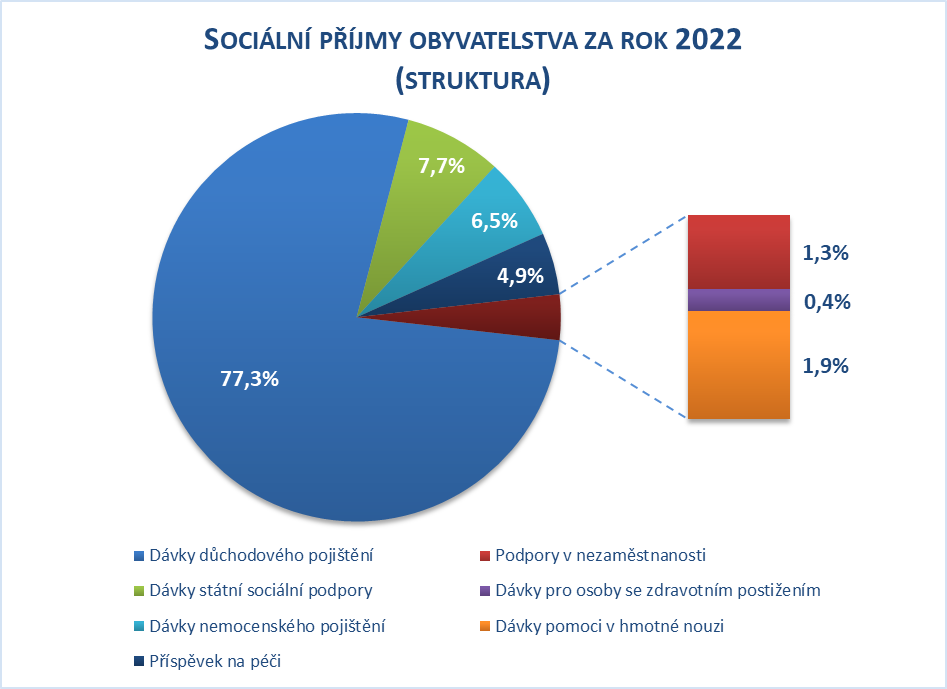 SOCIÁLNÍ PŘÍJMY OBYVATELSTVA ZA ROK 2022
(STRUKTURA)
7,7%
6,5%
4,9%
77,3%
1,3%
0,4%
1,9%
Dávky důchodového pojištění
Podpory v nezaměstnanosti
Dávky státní sociální podpory
Dávky pro osoby se zdravotním postižením
Dávky nemocenského pojištění
Dávky pomoci v hmotné nouzi
Příspěvek na péči